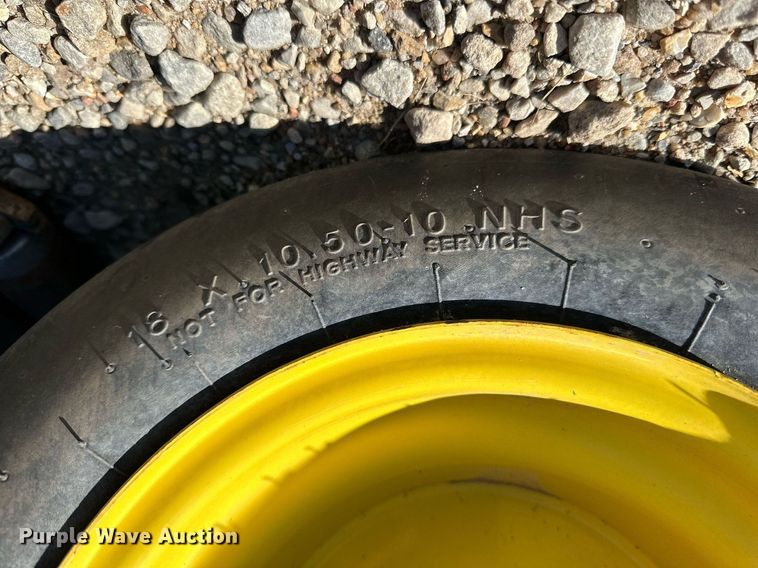 18 X 10.50-10 NHS
NOT FOR HIGHWAY SERVICE
Purple Wave Auction